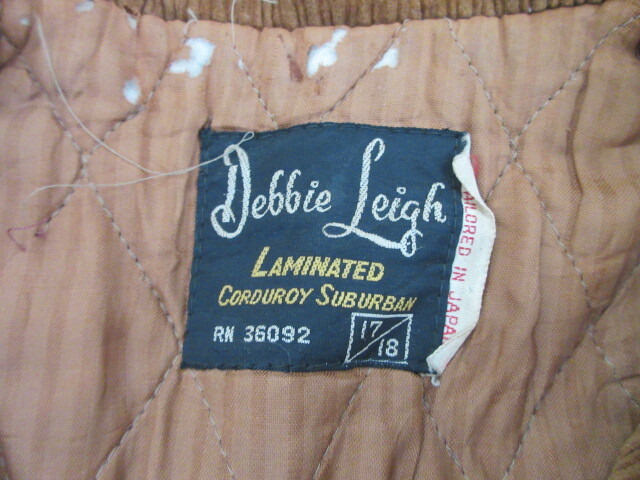 Debbie Leigh
LAMINATED
CORDUROY SUBURBAN
RN 36092
17/18
TAILORED IN JAPAN